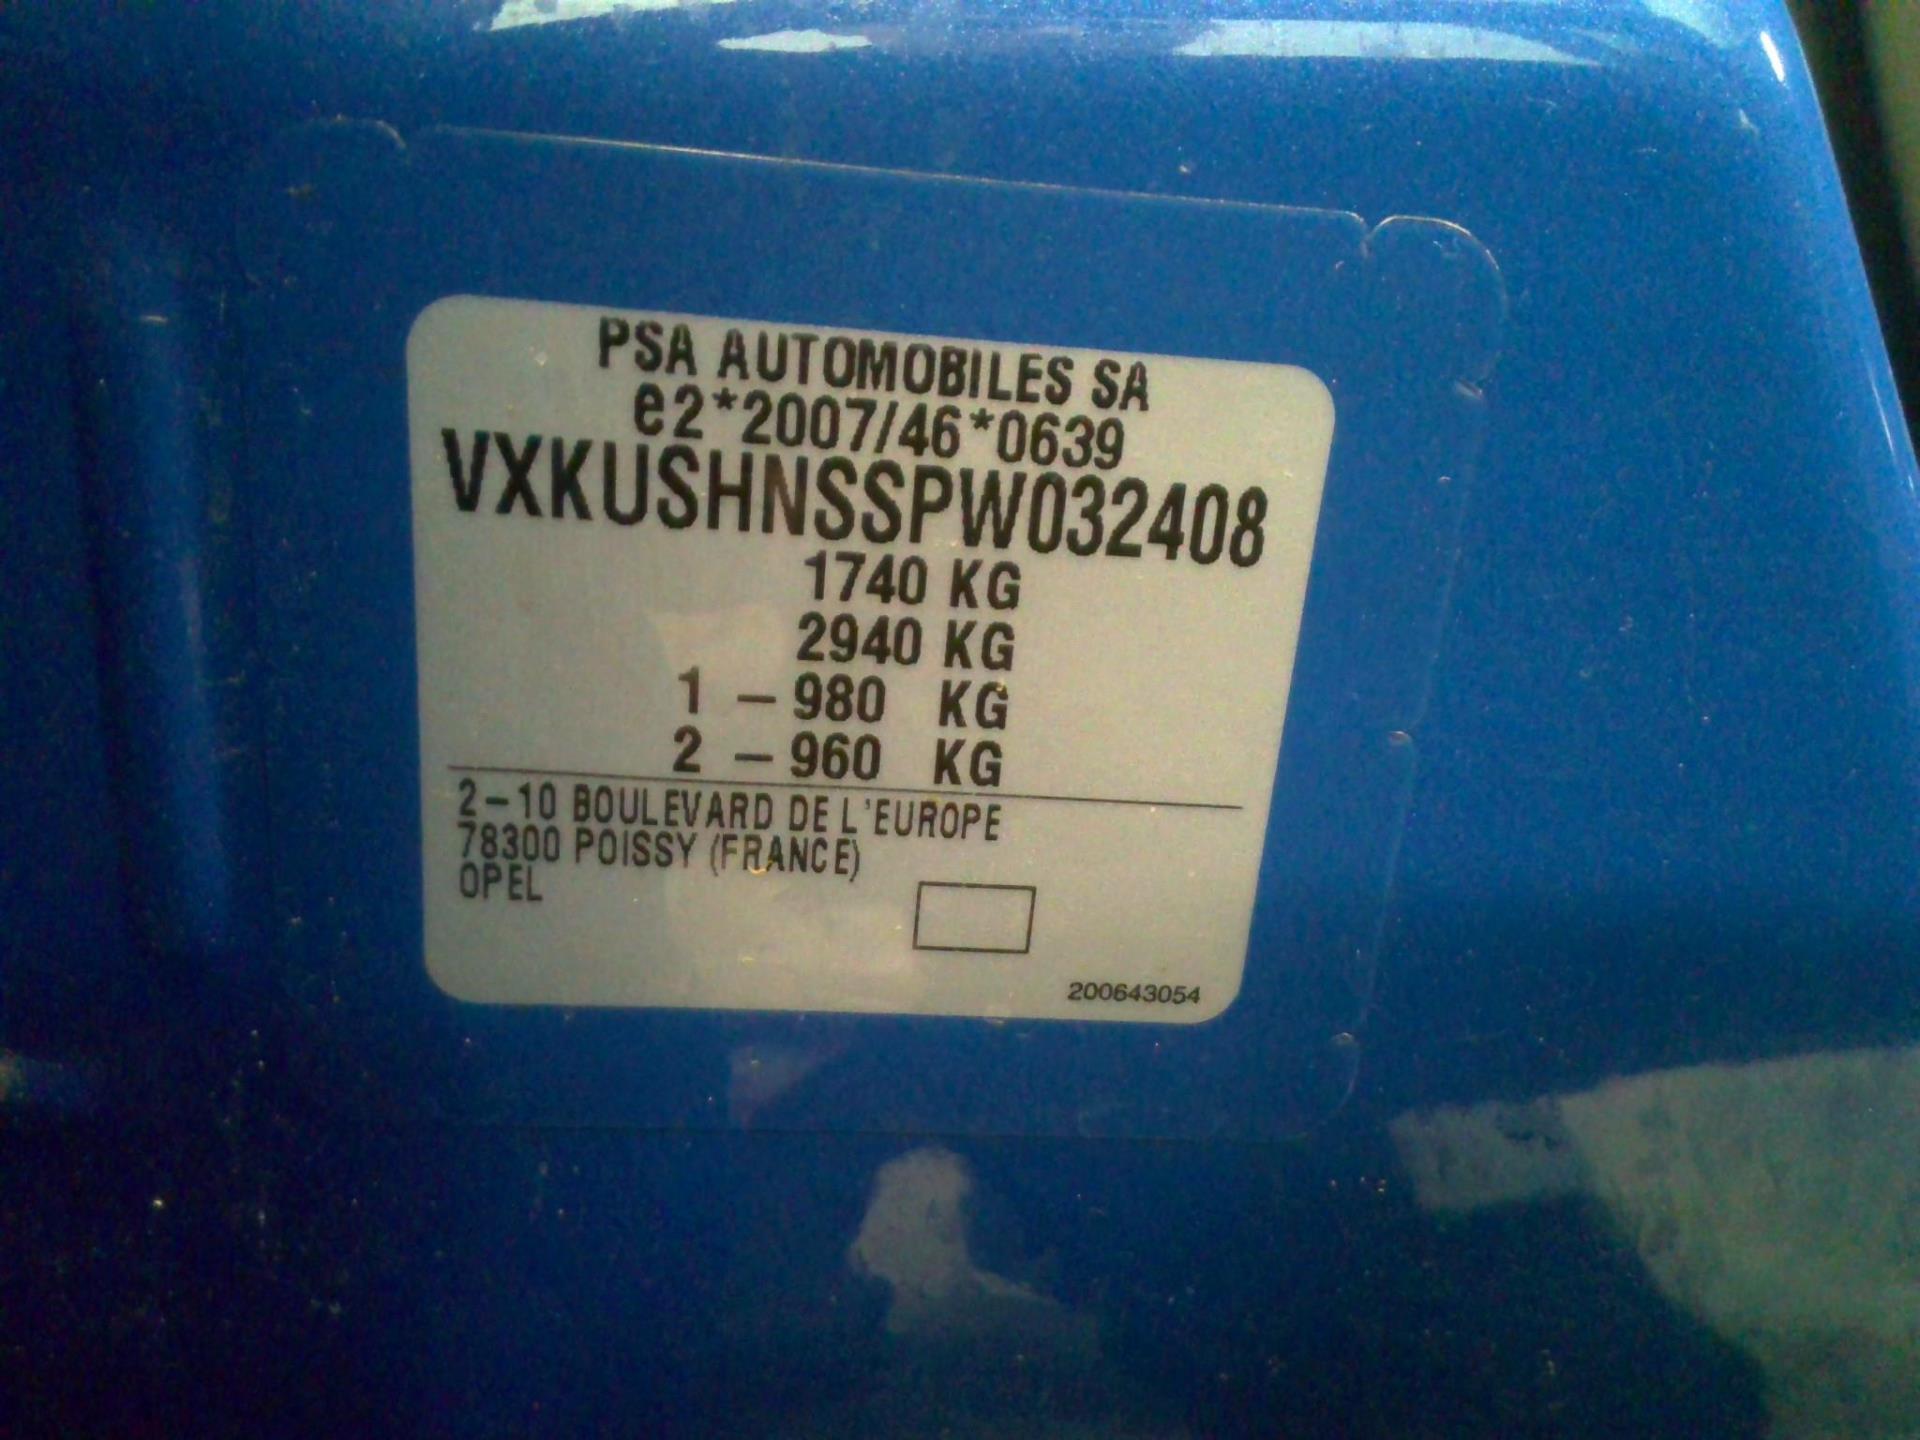 PSA AUTOMOBILES SA
e2*2007/46*0639
VXKUSHNSSPW032408
1740 KG
2940 KG
1 – 980 KG
2 – 960 KG
2-10 BOULEVARD DE L'EUROPE
78300 POISSY (FRANCE)
OPEL
200643054